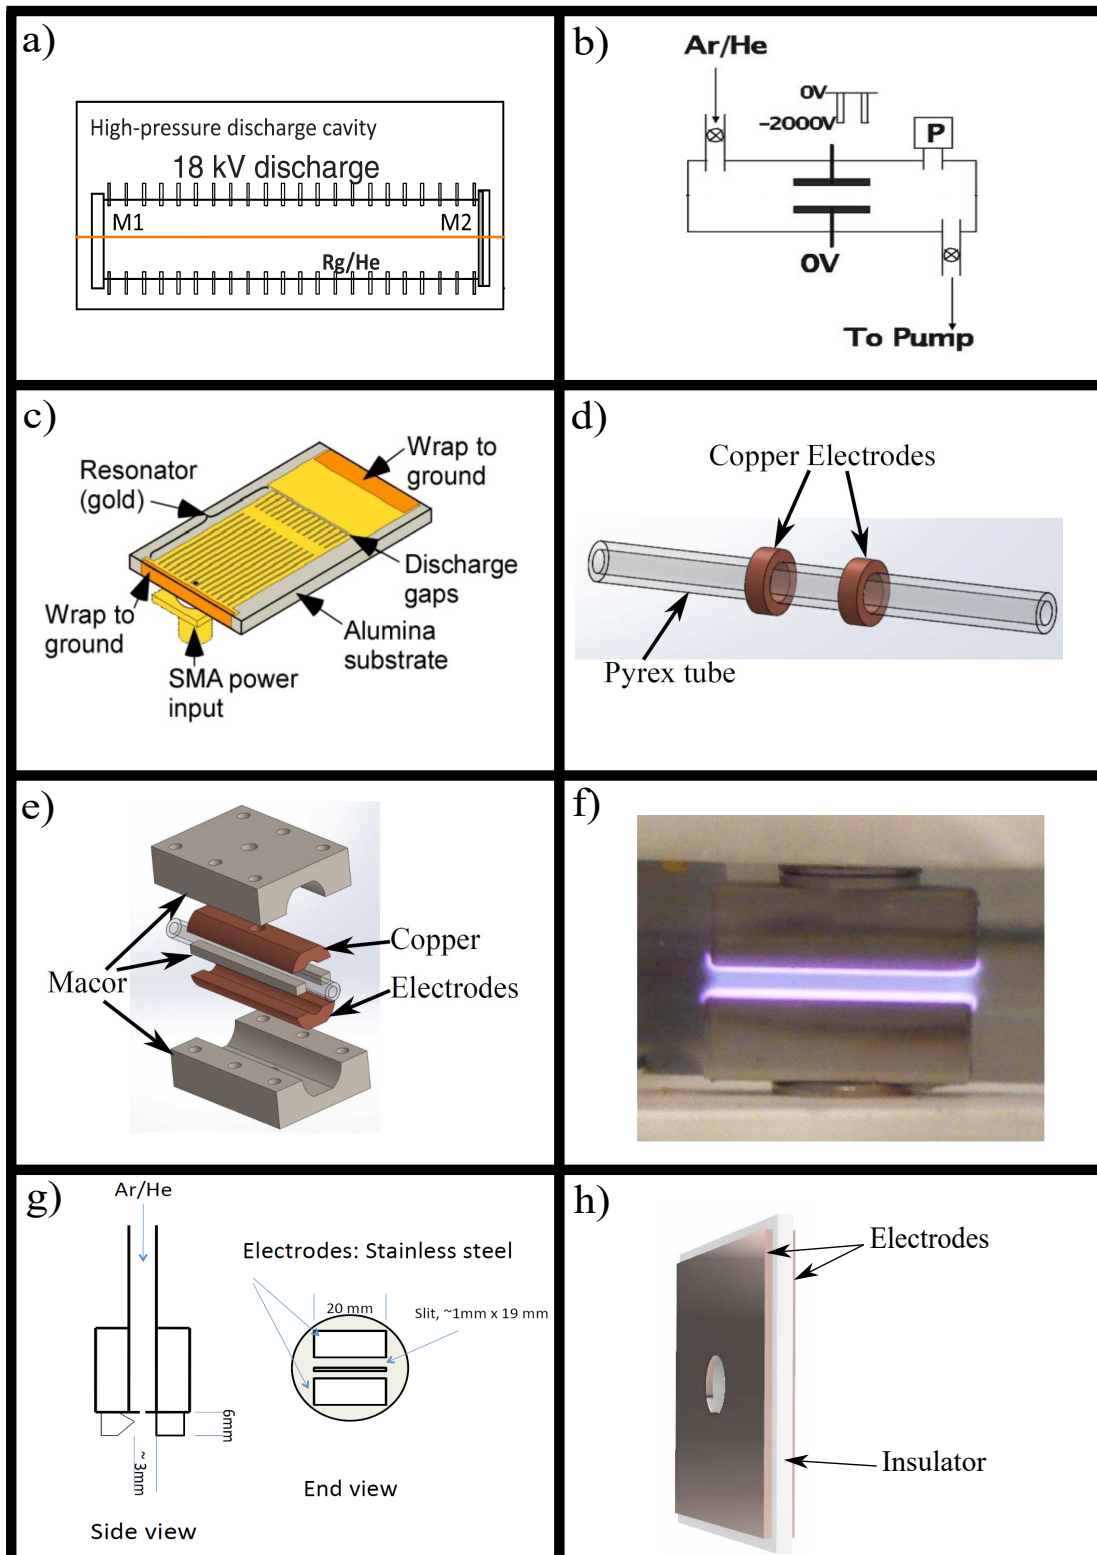 a)
High-pressure discharge cavity
18 kV discharge
M1
M2
Rg/He
b)
Ar/He
0V
-2000V
P
0V
To Pump
c)
Wrap to
ground
Resonator
(gold)
Discharge
gaps
Wrap to
ground
Alumina
substrate
SMA power
input
d)
Copper Electrodes
Pyrex tube
e)
Copper
Macor
Electrodes
f)
g)
Ar/He
Electrodes: Stainless steel
20 mm
Slit, ~1mm x 19 mm
6mm
~3mm
End view
Side view
h)
Electrodes
Insulator